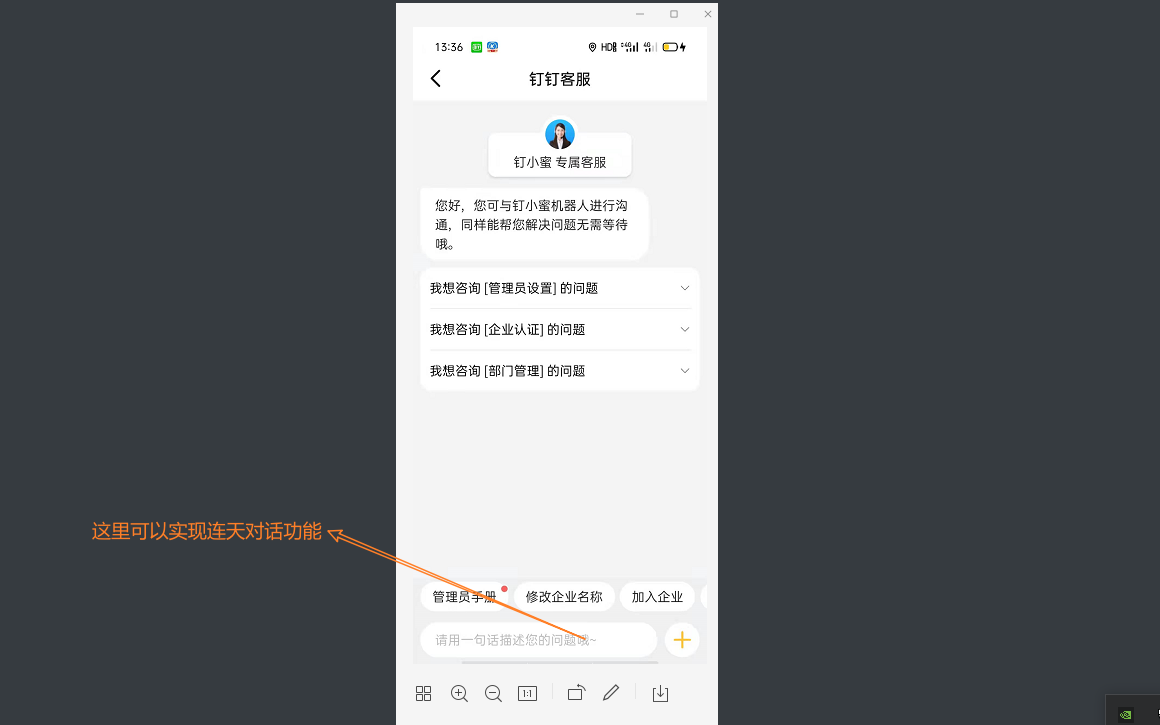 13:36
HD
4G
4G
钉钉客服
钉小蜜 专属客服
您好，您可与钉小蜜机器人进行沟
通，同样能帮您解决问题无需等待
哦。
我想咨询 [管理员设置] 的问题
我想咨询 [企业认证] 的问题
我想咨询 [部门管理] 的问题
这里可以实现连天对话功能
管理员手册
修改企业名称
加入企业
请用一句话描述您的问题哦~
1:1